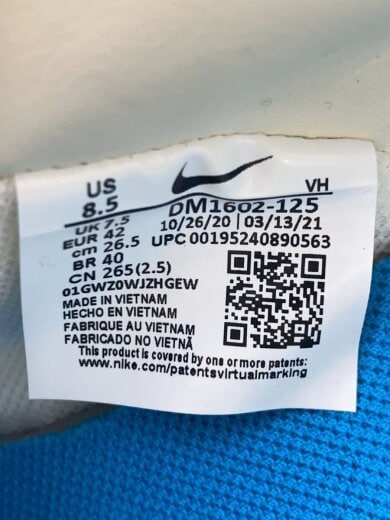 US
8.5
VH
DM1602-125
UK 7.5
10/26/20 | 03/13/21
EUR 42
UPC 00195240890563
cm 26.5
BR 40
CN 265(2.5)
01GWZ0WJZHGEW
MADE IN VIETNAM
HECHO EN VIETNAM
FABRIQUE AU VIETNAM
FABRICADO NO VIETNÃ
This product is covered by one or more patents:
www.nike.com/patentsvirtualmarking